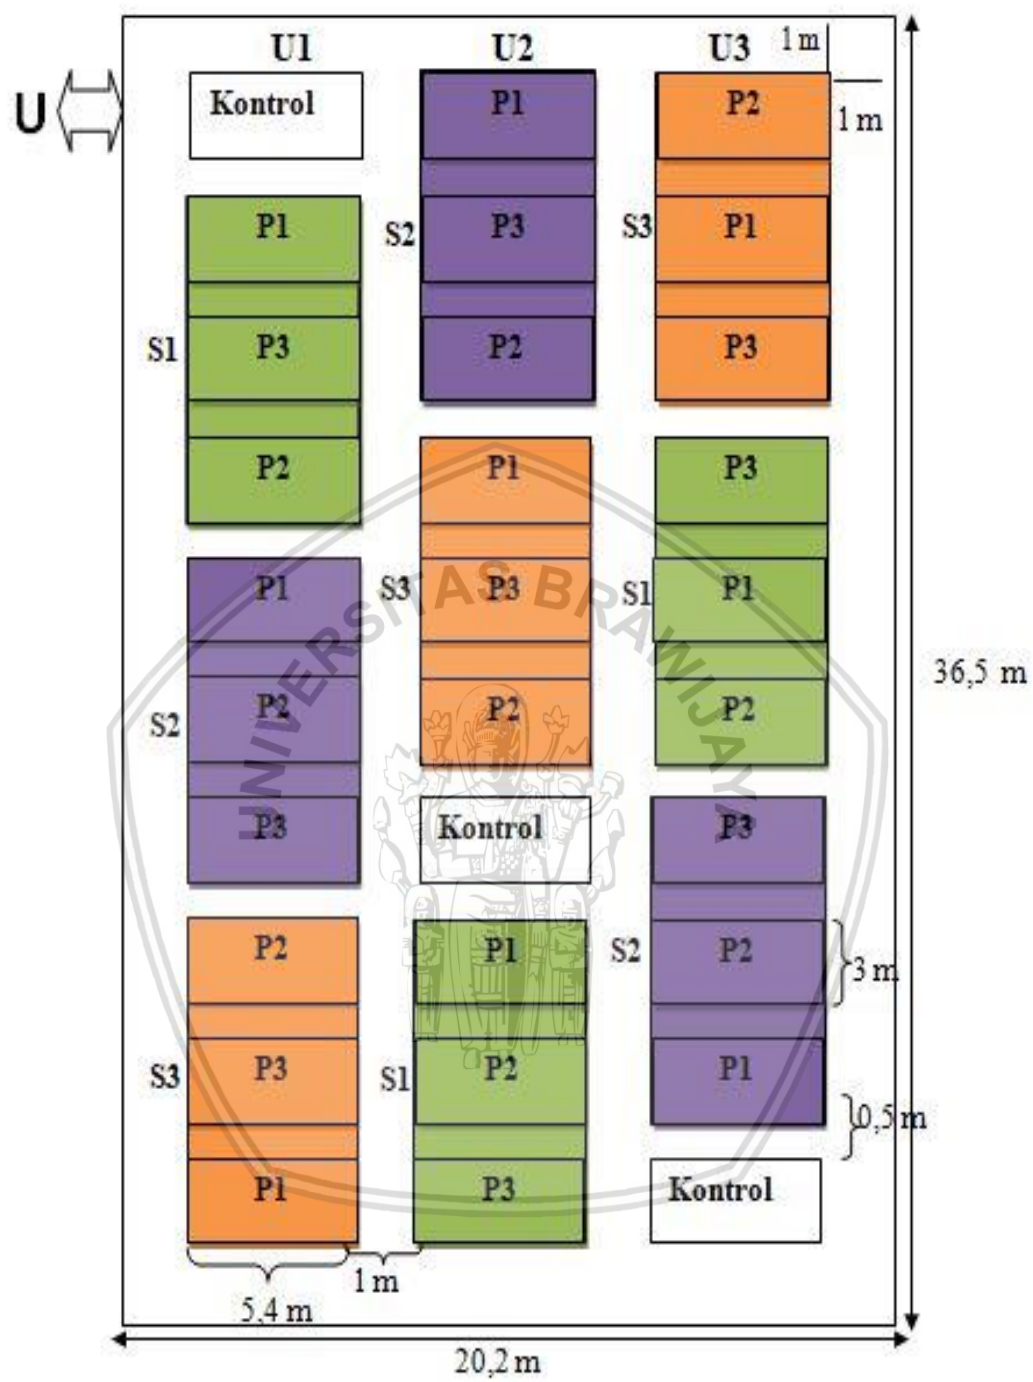 U1 U2 U3 1 m
U
Kontrol P1 P2
1 m
P1 S2 P3 S3 P1
S1 P3 P2 P3
P2 P1 P3
P1 S3 P3 S1 P1
S2 P2 P2 P2
36,5 m
P3 Kontrol P3
P2 P1 S2 P2 3 m
S3 P3 S1 P2 P1
0,5 m
P1 P3 Kontrol
1 m
5,4 m
20,2 m
UNIVERSITAS BRAWIJAYA